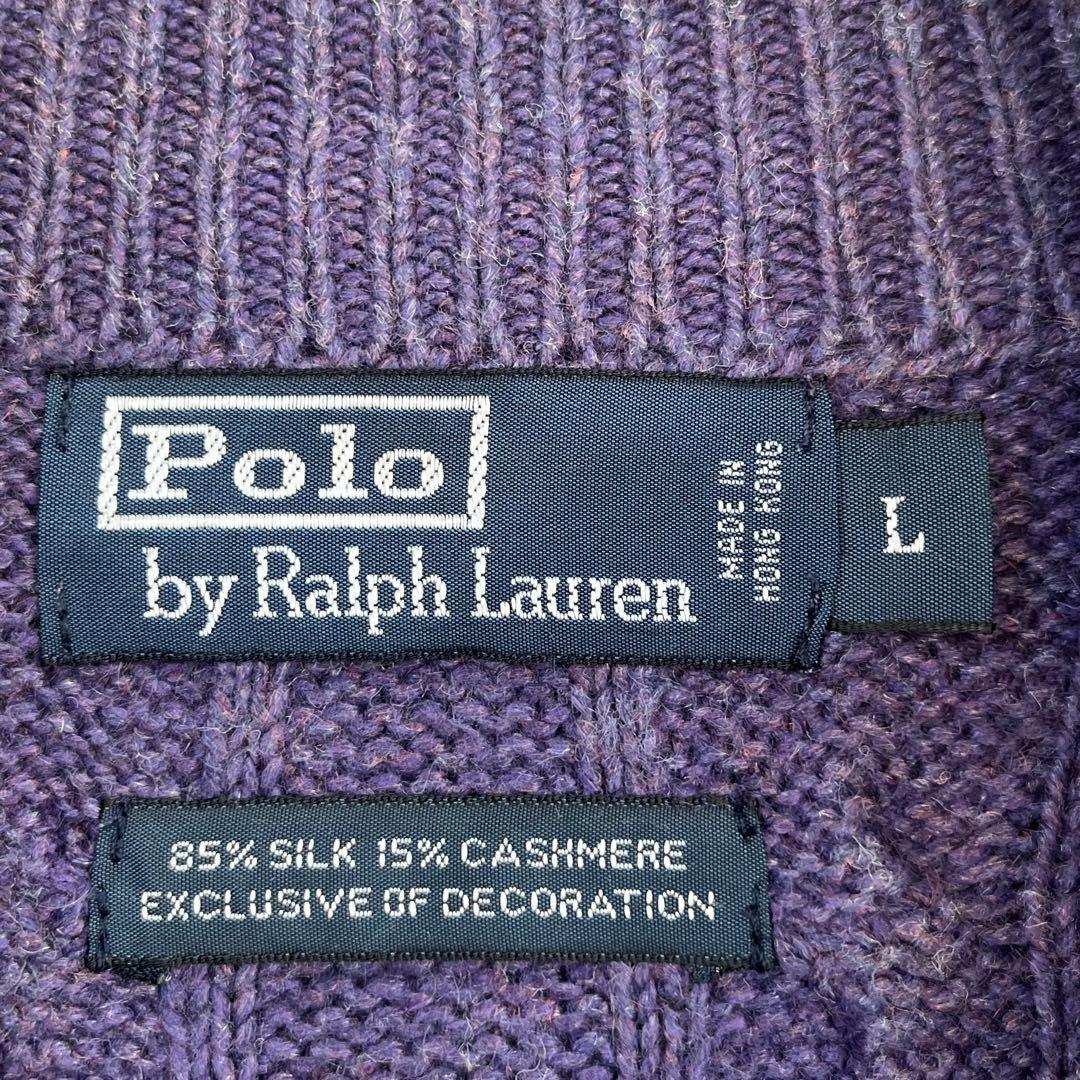 Polo
by Ralph Lauren
MADE IN
HONG KONG
L
85% SILK 15% CASHMERE
EXCLUSIVE OF DECORATION